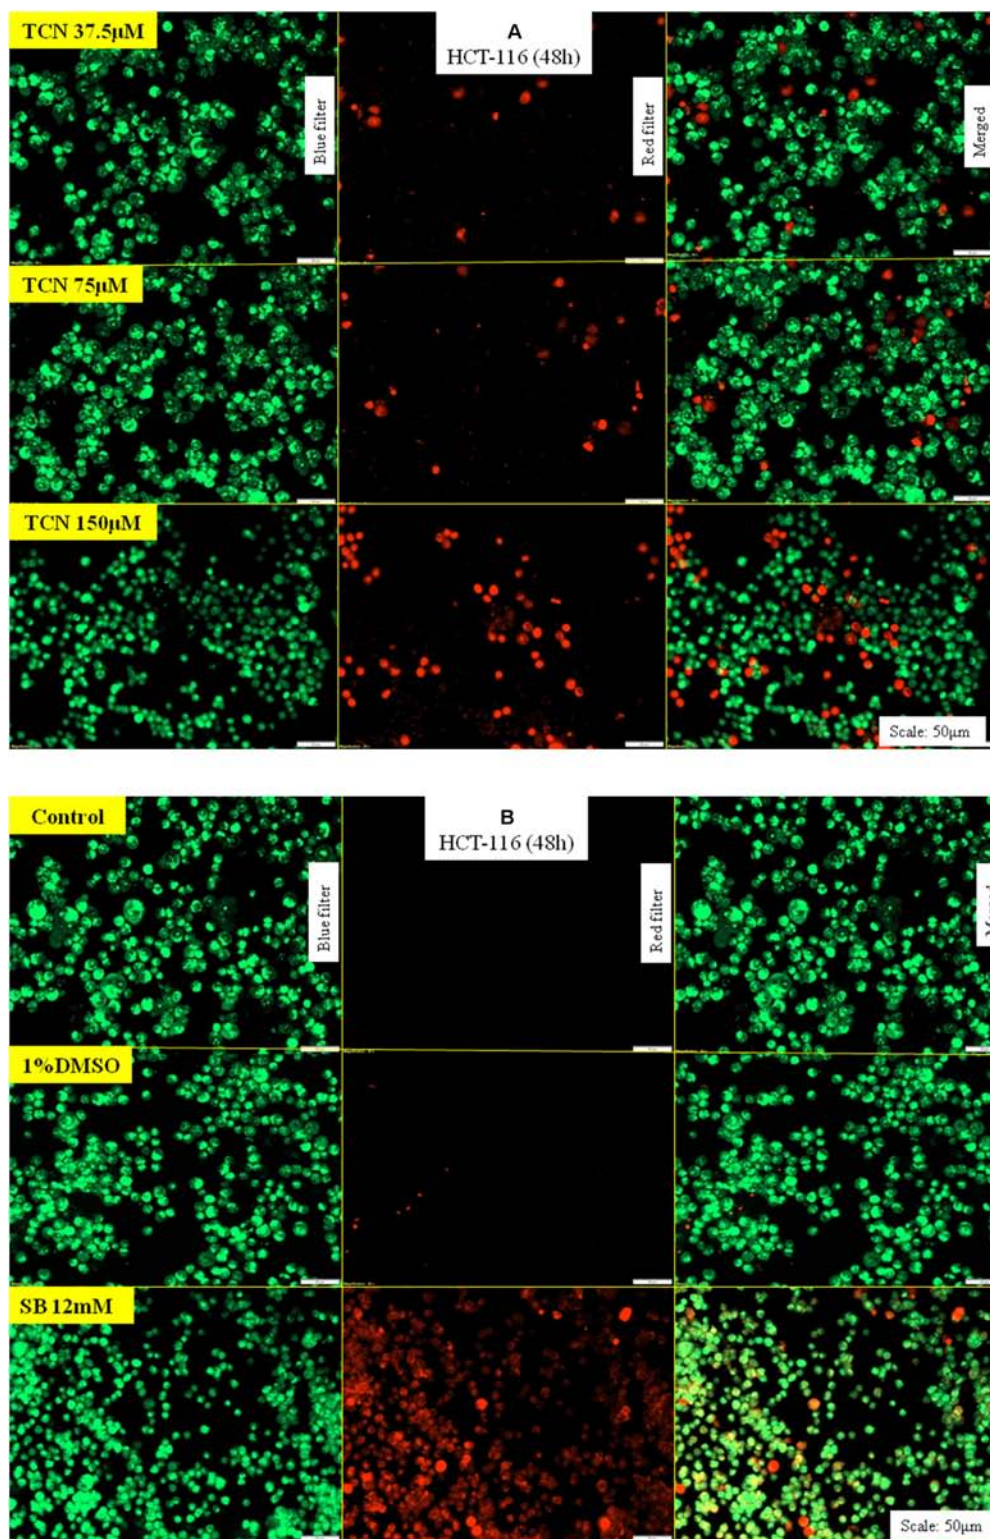 TCN 37.5μM
A
HCT-116 (48h)
Blue filter
Red filter
Merged
TCN 75μM
TCN 150μM
Scale: 50μm
Control
B
HCT-116 (48h)
Blue filter
Red filter
1%DMSO
SB 12mM
Scale: 50μm